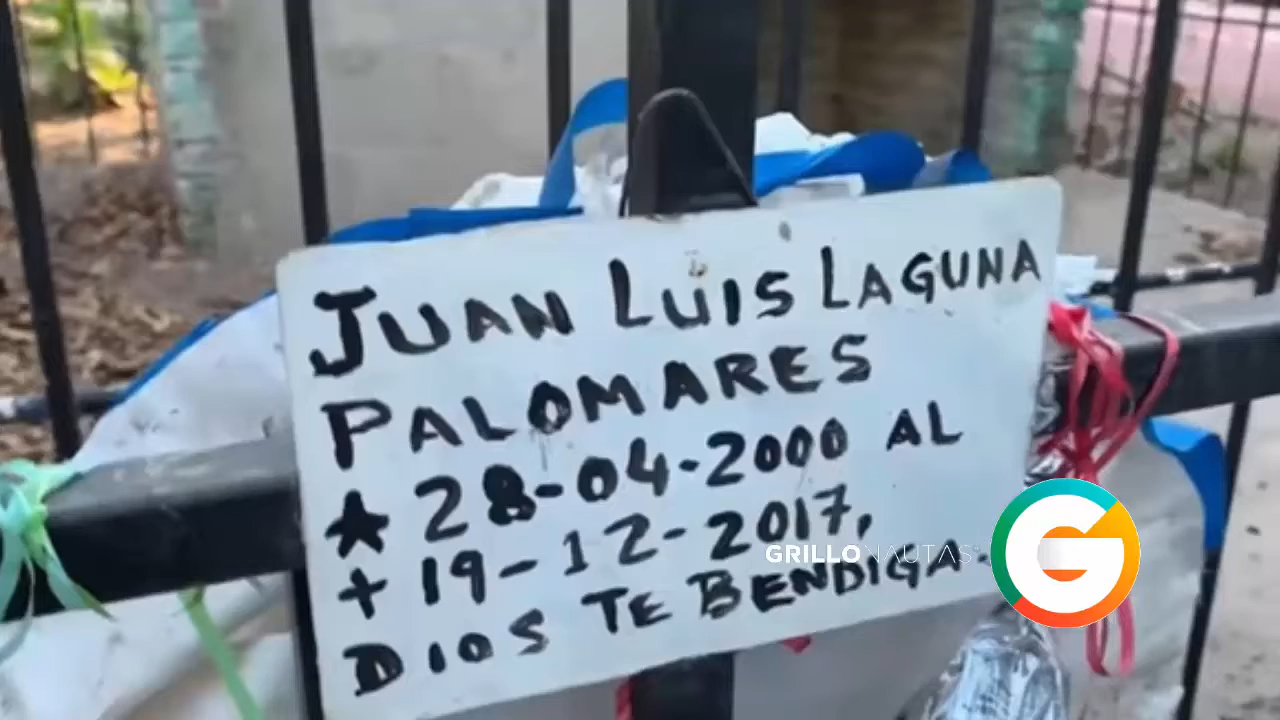 JUAN LUIS LAGUNA
PALOMARES
★ 28-04-2000 AL
+ 19-12-2017,
DIOS TE BENDIGA.
GRILLONAUTAS
G